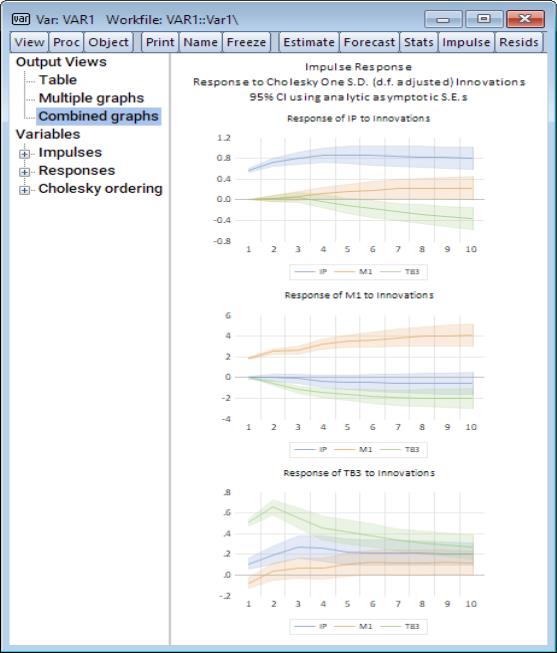 var Var: VAR1 Workfile: VAR1::Var1\
View Proc Object Print Name Freeze Estimate Forecast Stats Impulse Resids
Output Views
Table
Multiple graphs
Combined graphs
Variables
Impulses
Responses
Cholesky ordering
Impulse Response
Response to Cholesky One S.D. (d.f. adjusted) Innovations
95% CI using analytic asymptotic S.E.s
Response of IP to Innovations
1.2
0.8
0.4
0.0
-0.4
-0.8
1 2 3 4 5 6 7 8 9 10
IP M1 TB3
Response of M1 to Innovations
6
4
2
0
-2
-4
1 2 3 4 5 6 7 8 9 10
IP M1 TB3
Response of TB3 to Innovations
.8
.6
.4
.2
.0
-.2
1 2 3 4 5 6 7 8 9 10
IP M1 TB3